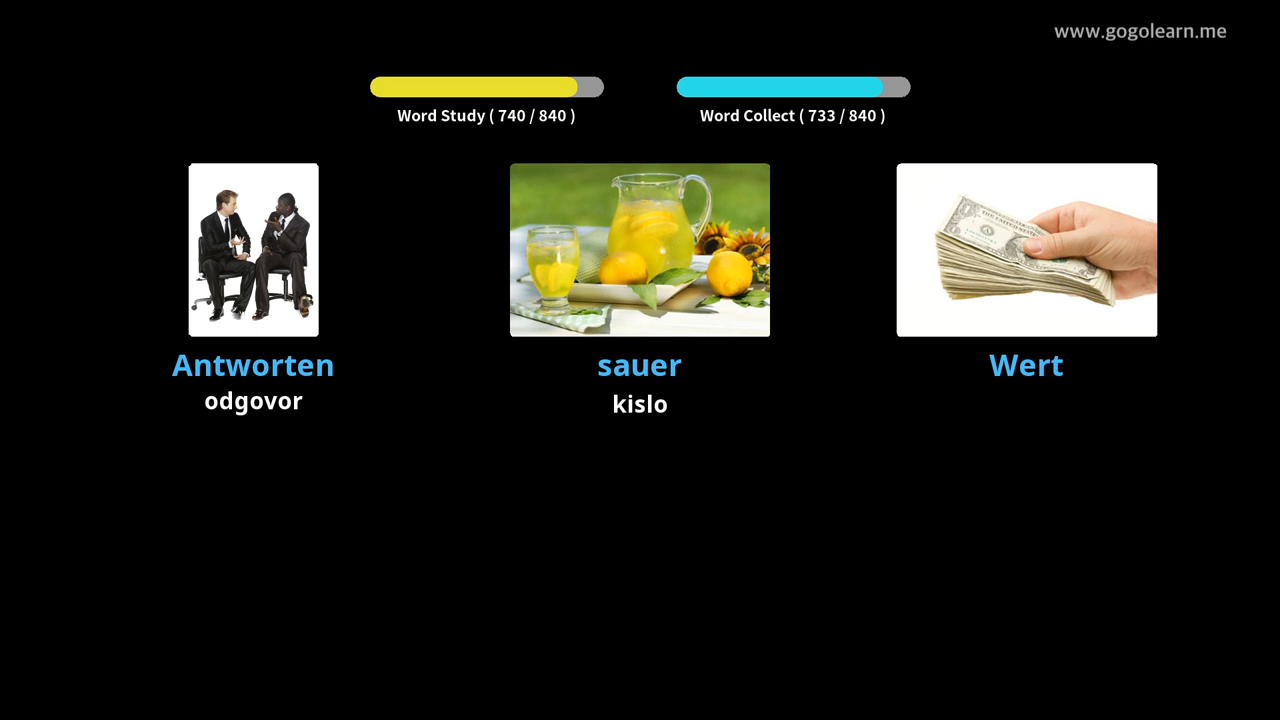 www.gogolearn.me
Word Study ( 740 / 840 )
Word Collect ( 733 / 840 )
Antworten
odgovor
sauer
kislo
Wert